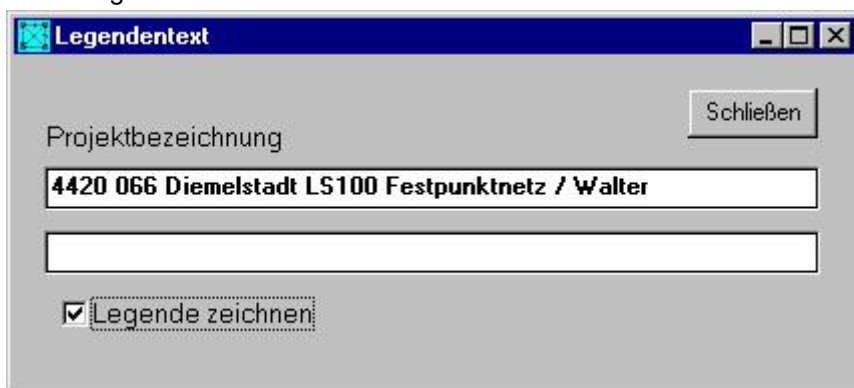 Legendentext
Schließen
Projektbezeichnung
4420 066 Diemelstadt LS100 Festpunktnetz / Walter
Legende zeichnen